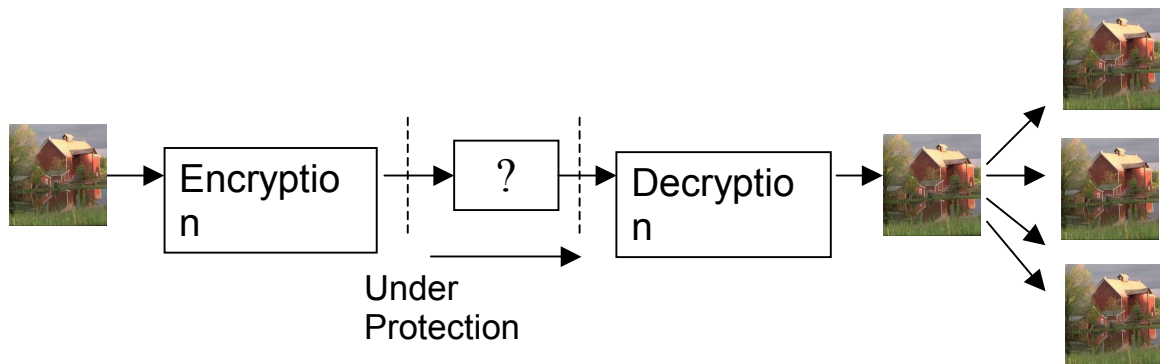 Encryptio
n
?
Decryptio
n
Under
Protection